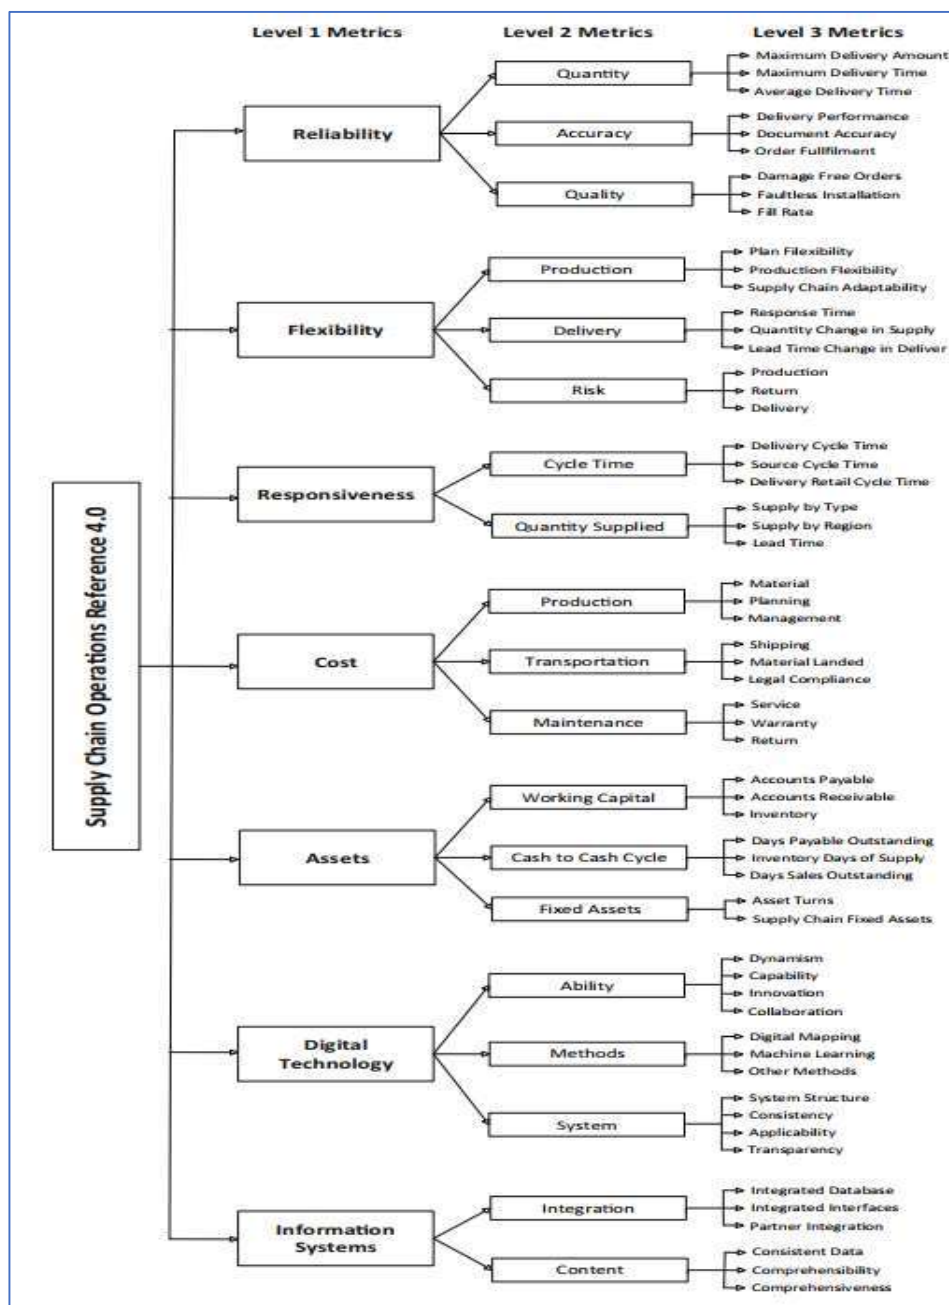 Level 1 Metrics
Level 2 Metrics
Level 3 Metrics
Supply Chain Operations Reference 4.0
Reliability
Quantity
Maximum Delivery Amount
Maximum Delivery Time
Average Delivery Time
Accuracy
Delivery Performance
Document Accuracy
Order Fullfilment
Quality
Damage Free Orders
Faultless Installation
Fill Rate
Flexibility
Production
Plan Filexibility
Production Flexibility
Supply Chain Adaptability
Delivery
Response Time
Quantity Change in Supply
Lead Time Change in Deliver
Risk
Production
Return
Delivery
Responsiveness
Cycle Time
Delivery Cycle Time
Source Cycle Time
Delivery Retail Cycle Time
Quantity Supplied
Supply by Type
Supply by Region
Lead Time
Cost
Production
Material
Planning
Management
Transportation
Shipping
Material Landed
Legal Compliance
Maintenance
Service
Warranty
Return
Assets
Working Capital
Accounts Payable
Accounts Receivable
Inventory
Cash to Cash Cycle
Days Payable Outstanding
Inventory Days of Supply
Days Sales Outstanding
Fixed Assets
Asset Turns
Supply Chain Fixed Assets
Digital
Technology
Ability
Dynamism
Capability
Innovation
Collaboration
Methods
Digital Mapping
Machine Learning
Other Methods
System
System Structure
Consistency
Applicability
Transparency
Information
Systems
Integration
Integrated Database
Integrated Interfaces
Partner Integration
Content
Consistent Data
Comprehensibility
Comprehensiveness